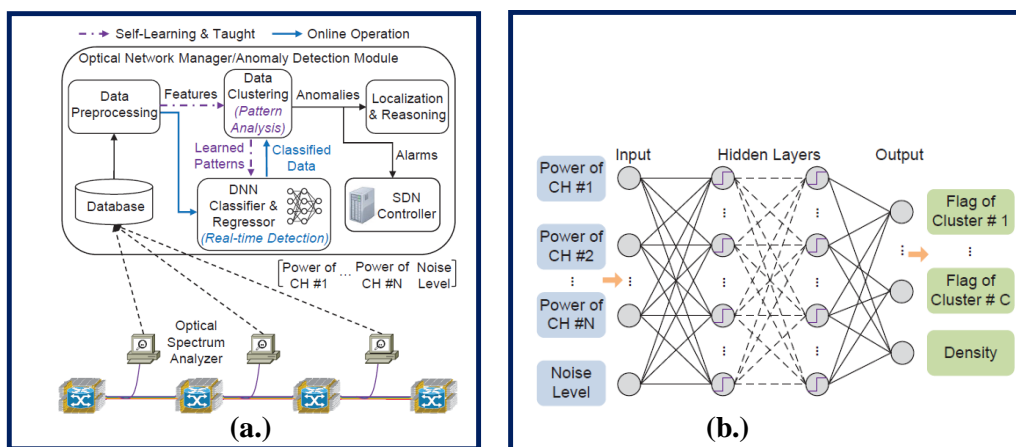 Self-Learning & Taught
Online Operation
Optical Network Manager/Anomaly Detection Module
Data
Preprocessing
Features
Data
Clustering
(Pattern
Analysis)
Anomalies
Localization
& Reasoning
Learned
Patterns
Classified
Data
Alarms
Database
DNN
Classifier &
Regressor
(Real-time Detection)
SDN
Controller
Power of ... Power of Noise
CH #1 CH #N Level
Optical
Spectrum
Analyzer
(a.)
Input
Hidden Layers
Output
Power of
CH #1
Power of
CH #2
...
Power of
CH #N
Noise
Level
Flag of
Cluster # 1
...
Flag of
Cluster # C
Density
(b.)